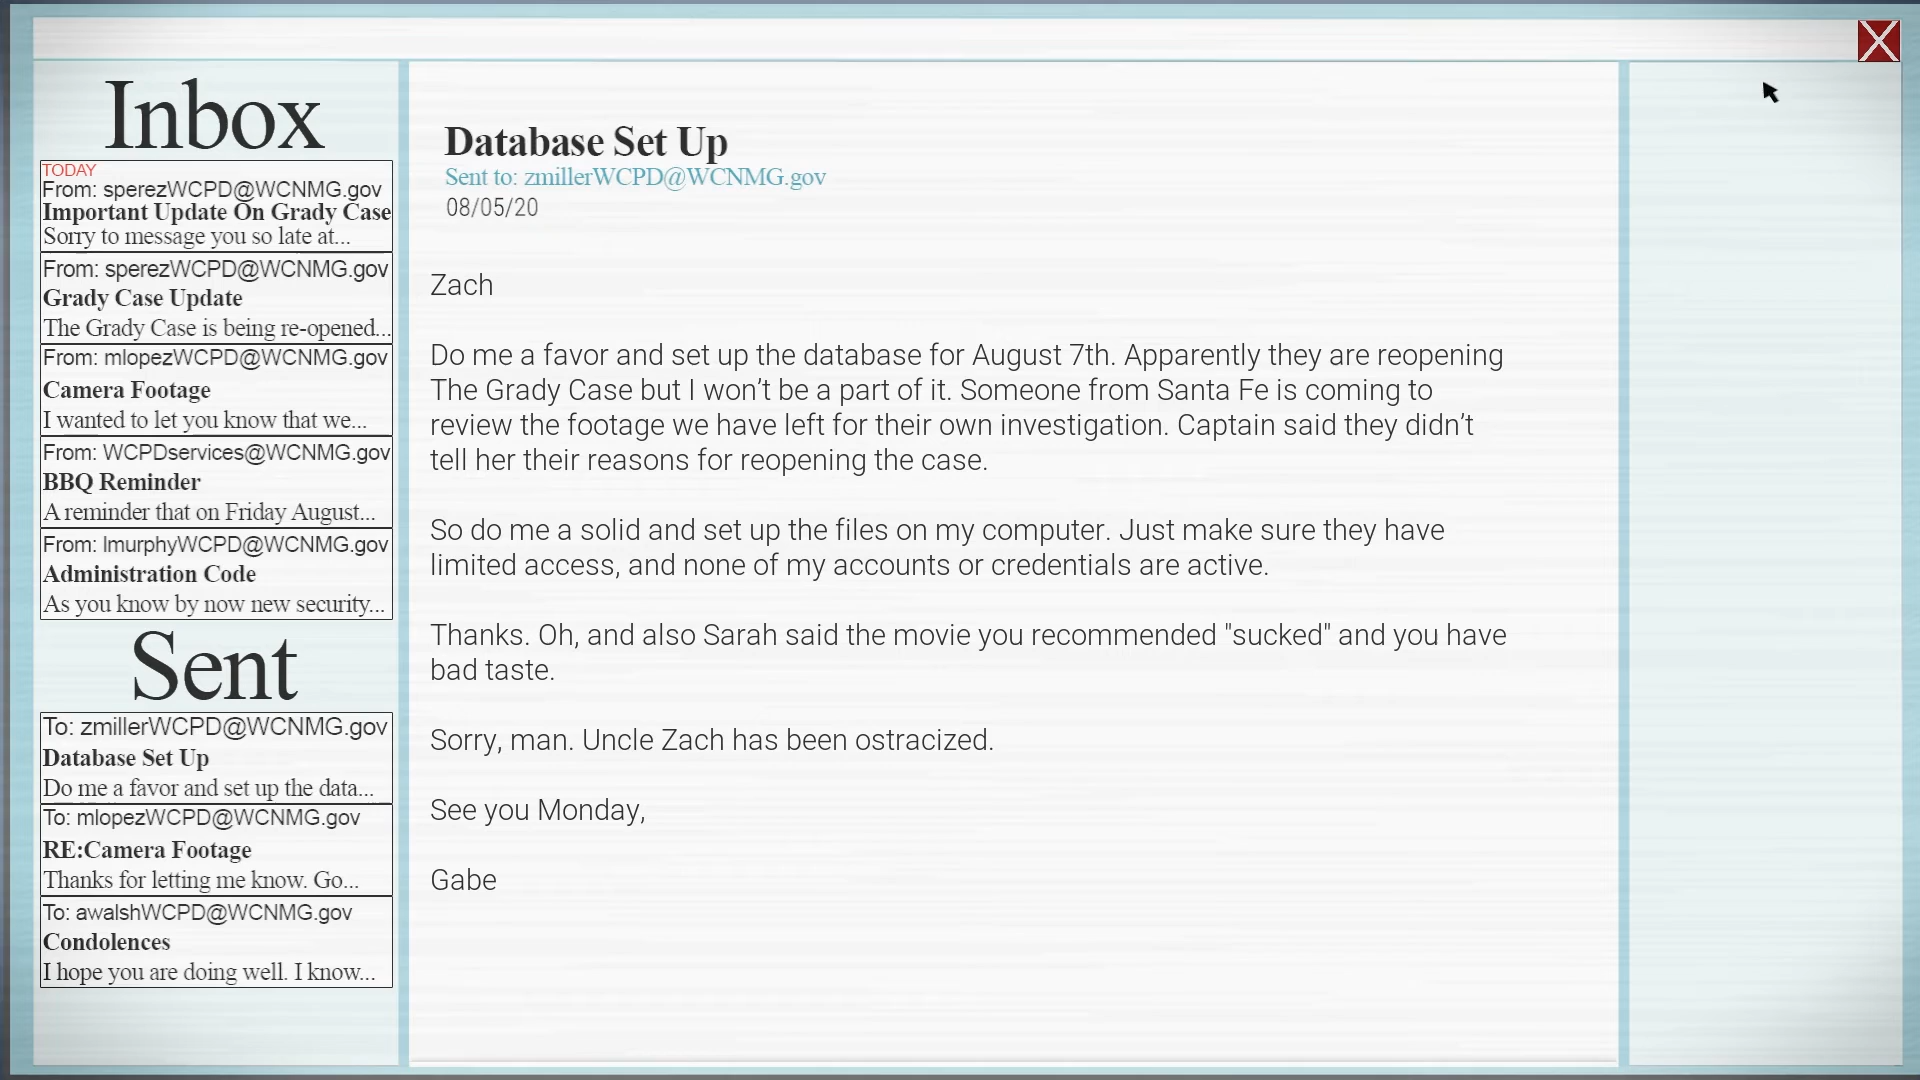 Inbox
TODAY
From: sperezWCPD@WCNMG.gov
Important Update On Grady Case
Sorry to message you so late at...
From: sperezWCPD@WCNMG.gov
Grady Case Update
The Grady Case is being re-opened...
From: mlopezWCPD@WCNMG.gov
Camera Footage
I wanted to let you know that we...
From: WCPDservices@WCNMG.gov
BBQ Reminder
A reminder that on Friday August...
From: lmurphyWCPD@WCNMG.gov
Administration Code
As you know by now new security...
Sent
To: zmillerWCPD@WCNMG.gov
Database Set Up
Do me a favor and set up the data...
To: mlopezWCPD@WCNMG.gov
RE:Camera Footage
Thanks for letting me know. Go...
To: awalshWCPD@WCNMG.gov
Condolences
I hope you are doing well. I know...
Database Set Up
Sent to: zmillerWCPD@WCNMG.gov
08/05/20
Zach
Do me a favor and set up the database for August 7th. Apparently they are reopening
The Grady Case but I won’t be a part of it. Someone from Santa Fe is coming to
review the footage we have left for their own investigation. Captain said they didn’t
tell her their reasons for reopening the case.
So do me a solid and set up the files on my computer. Just make sure they have
limited access, and none of my accounts or credentials are active.
Thanks. Oh, and also Sarah said the movie you recommended "sucked" and you have
bad taste.
Sorry, man. Uncle Zach has been ostracized.
See you Monday,
Gabe